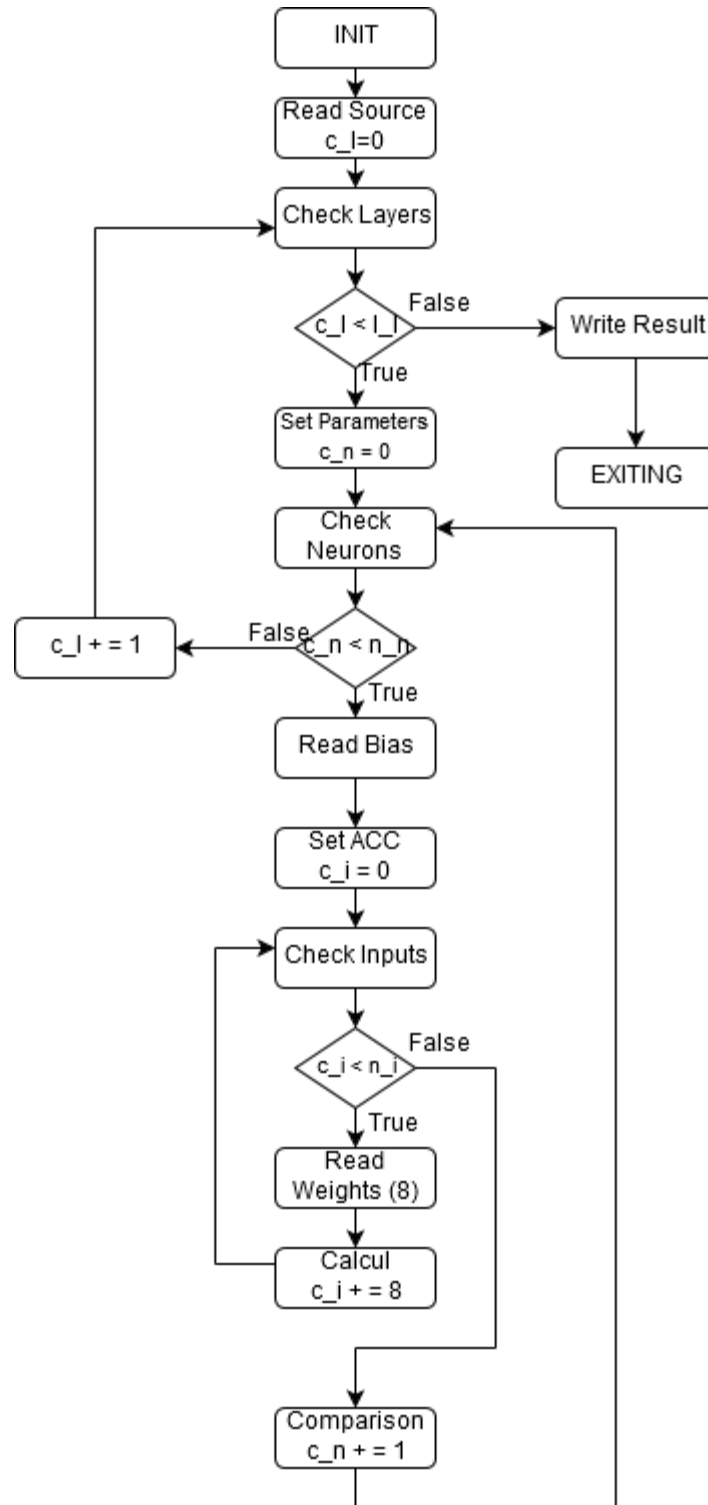 INIT
Read Source
c_l=0
Check Layers
c_l < l_l
False
Write Result
EXITING
True
Set Parameters
c_n = 0
Check
Neurons
c_n < n_n
False
c_l + = 1
True
Read Bias
Set ACC
c_i = 0
Check Inputs
c_i < n_i
False
True
Read
Weights (8)
Calcul
c_i + = 8
Comparison
c_n + = 1